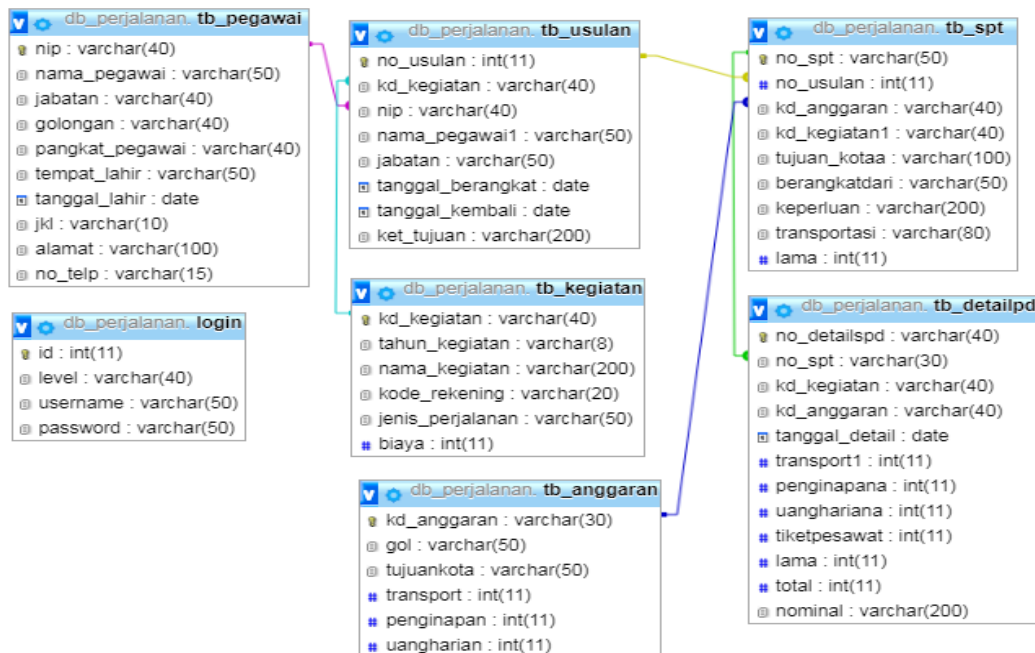 db_perjalanan. tb_pegawai
nip : varchar(40)
nama_pegawai : varchar(50)
jabatan : varchar(40)
golongan : varchar(40)
pangkat_pegawai : varchar(40)
tempat_lahir : varchar(50)
tanggal_lahir : date
jkl : varchar(10)
alamat : varchar(100)
no_telp : varchar(15)
db_perjalanan. login
id : int(11)
level : varchar(40)
username : varchar(50)
password : varchar(50)
db_perjalanan. tb_usulan
no_usulan : int(11)
kd_kegiatan : varchar(40)
nip : varchar(40)
nama_pegawai1 : varchar(50)
jabatan : varchar(50)
tanggal_berangkat : date
tanggal_kembali : date
ket_tujuan : varchar(200)
db_perjalanan. tb_kegiatan
kd_kegiatan : varchar(40)
tahun_kegiatan : varchar(8)
nama_kegiatan : varchar(200)
kode_rekening : varchar(20)
jenis_perjalanan : varchar(50)
biaya : int(11)
db_perjalanan. tb_anggaran
kd_anggaran : varchar(30)
gol : varchar(50)
tujuankota : varchar(50)
transport : int(11)
penginapan : int(11)
uangharian : int(11)
db_perjalanan. tb_spt
no_spt : varchar(50)
no_usulan : int(11)
kd_anggaran : varchar(40)
kd_kegiatan1 : varchar(40)
tujuan_kotaa : varchar(100)
berangkatdari : varchar(50)
keperluan : varchar(200)
transportasi : varchar(80)
lama : int(11)
db_perjalanan. tb_detailpd
no_detailspd : varchar(40)
no_spt : varchar(30)
kd_kegiatan : varchar(40)
kd_anggaran : varchar(40)
tanggal_detail : date
transport1 : int(11)
penginapana : int(11)
uanghariana : int(11)
tiketpesawat : int(11)
lama : int(11)
total : int(11)
nominal : varchar(200)